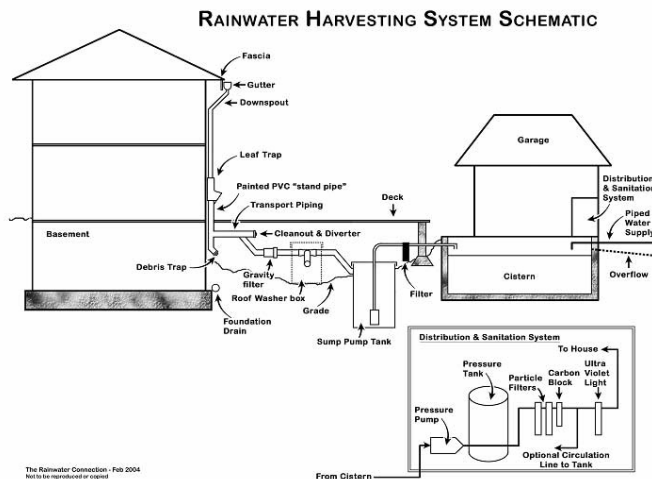 RAINWATER HARVESTING SYSTEM SCHEMATIC
Fascia
Gutter
Downspout
Leaf Trap
Painted PVC "stand pipe"
Transport Piping
Deck
Basement
Cleanout & Diverter
Debris Trap
Gravity
filter
Roof Washer box
Grade
Foundation
Drain
Sump Pump Tank
Filter
Garage
Distribution
& Sanitation
System
Piped
Water
Supply
Cistern
Overflow
Distribution & Sanitation System
To House
Pressure
Tank
Particle
Filters
Carbon
Block
Ultra
Violet
Light
Pressure
Pump
Optional Circulation
Line to Tank
From Cistern
The Rainwater Connection - Feb 2004
Not to be reproduced or copied